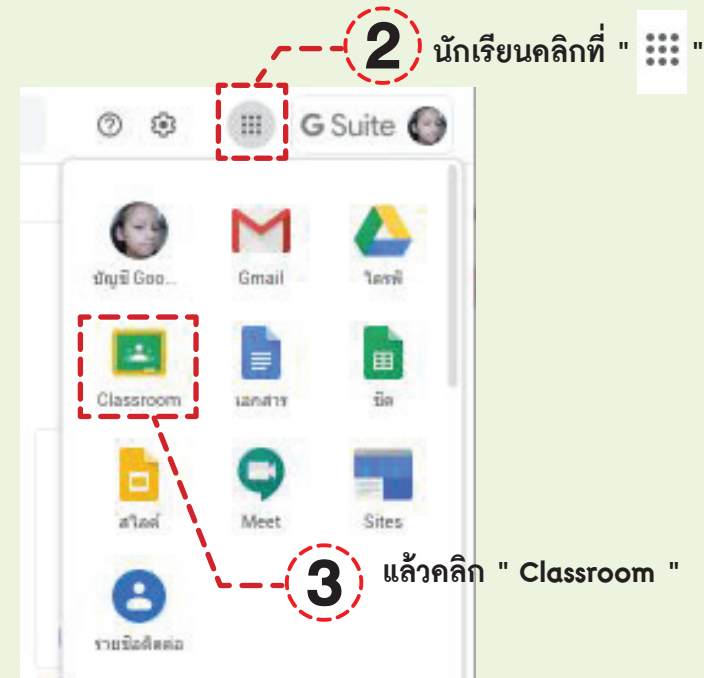 2 นักเรียนคลิกที่ " "
G Suite
บัญชี Goo... Gmail ไดรฟ์
Classroom เอกสาร ชีต
สไลด์ Meet Sites
3 แล้วคลิก " Classroom "
รายชื่อติดต่อ